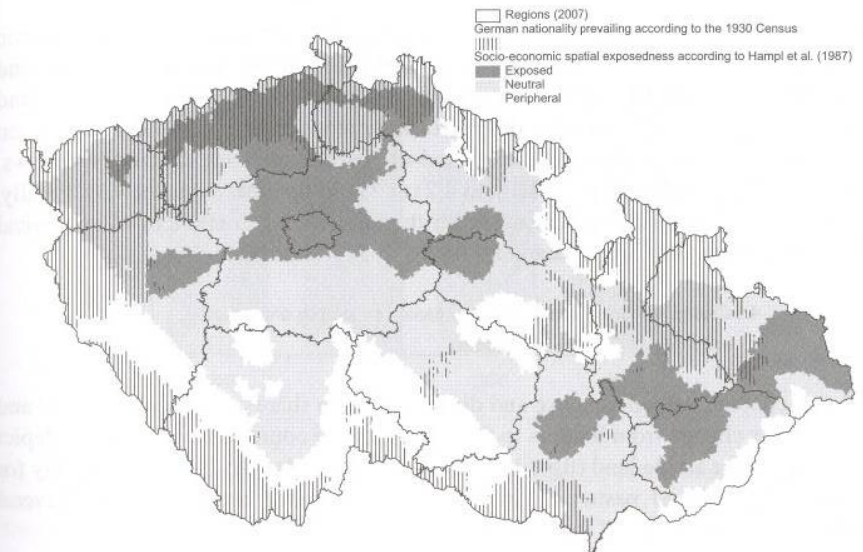 Regions (2007)
German nationality prevailing according to the 1930 Census
Socio-economic spatial exposedness according to Hampl et al. (1987)
Exposed
Neutral
Peripheral